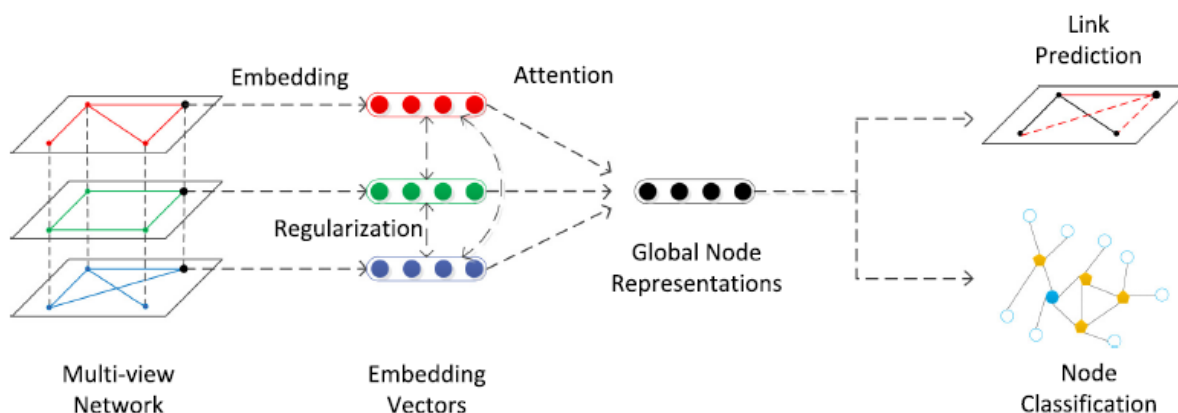 Link
Prediction
Embedding
Attention
Regularization
Global Node
Representations
Multi-view
Network
Embedding
Vectors
Node
Classification